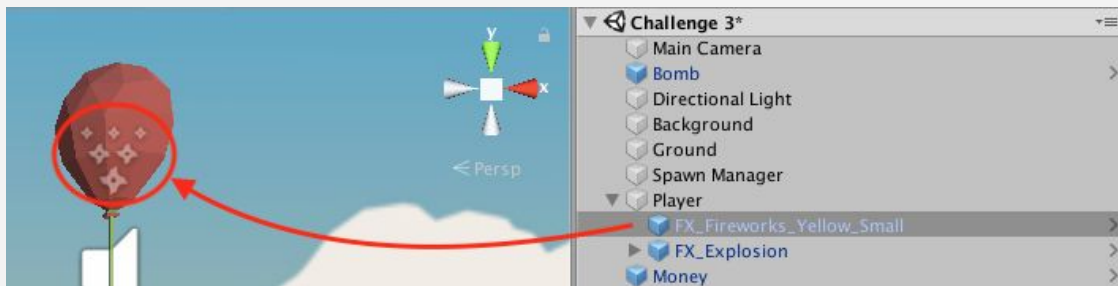 y
x
Persp
Challenge 3*
Main Camera
Bomb
Directional Light
Background
Ground
Spawn Manager
Player
FX_Fireworks_Yellow_Small
FX_Explosion
Money